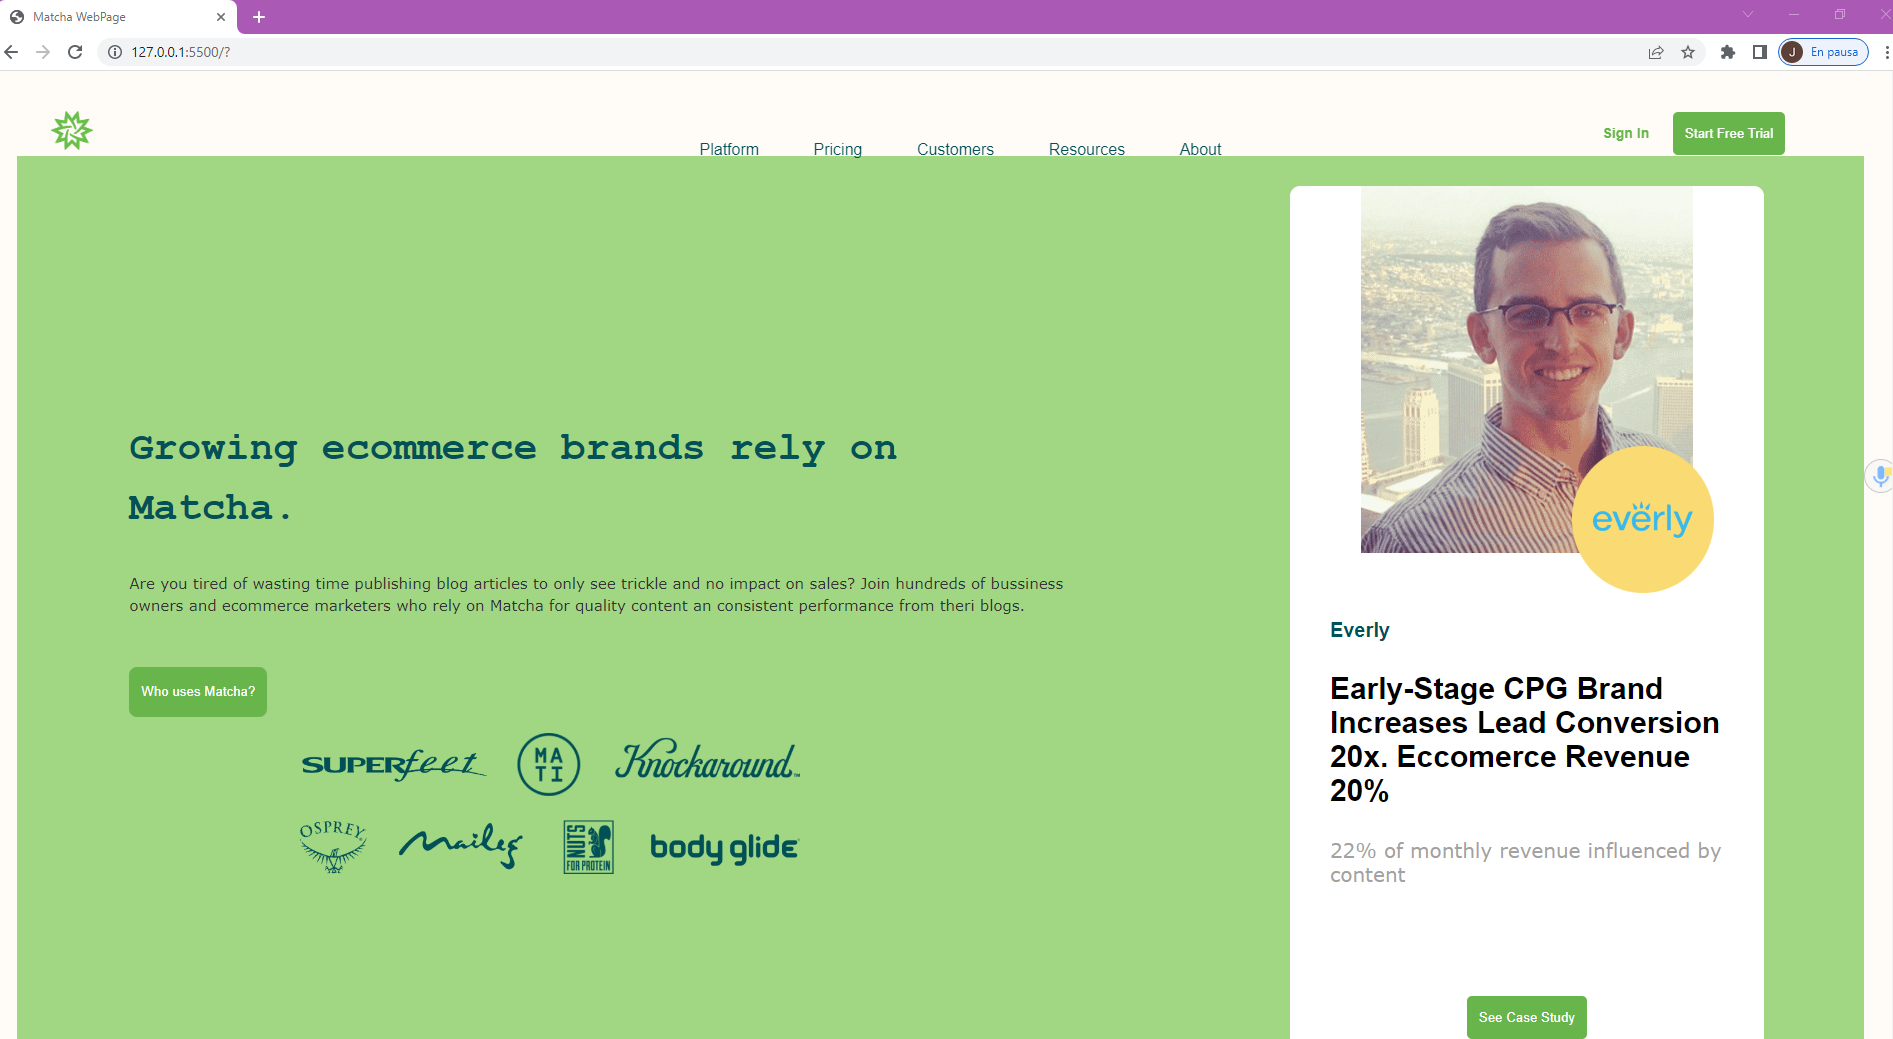 Matcha WebPage
127.0.0.1:5500/?
J En pausa
Platform Pricing Customers Resources About
Sign In Start Free Trial
Growing ecommerce brands rely on
Matcha.
Are you tired of wasting time publishing blog articles to only see trickle and no impact on sales? Join hundreds of bussiness
owners and ecommerce marketers who rely on Matcha for quality content an consistent performance from theri blogs.
Who uses Matcha?
SUPERfeet MATI Knockaround.™
OSPREY Maileg NUTS FOR PROTEIN body glide
everly
Everly
Early-Stage CPG Brand
Increases Lead Conversion
20x. Eccomerce Revenue
20%
22% of monthly revenue influenced by
content
See Case Study